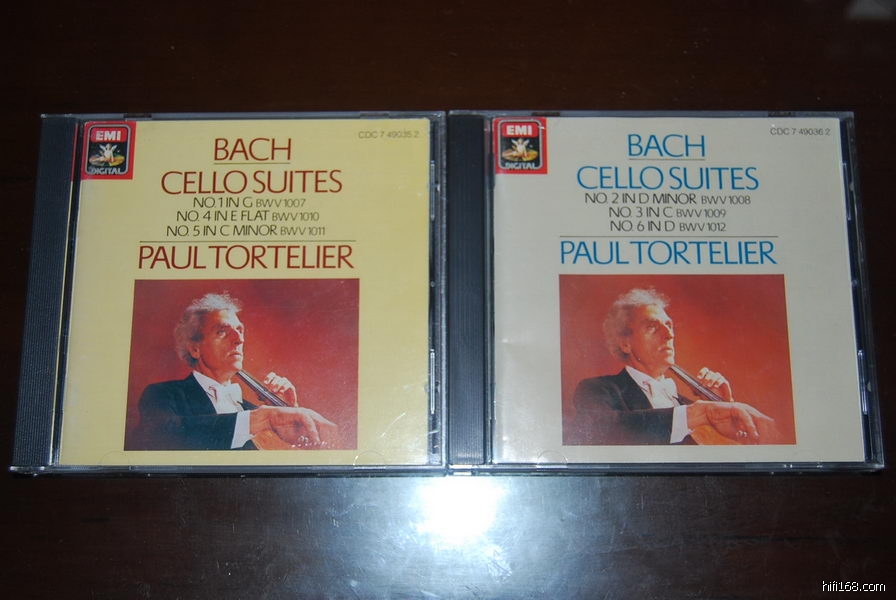 EMI
DIGITAL
CDC 7 49035 2
BACH
CELLO SUITES
NO. 1 IN G BWV 1007
NO. 4 IN E FLAT BWV 1010
NO. 5 IN C MINOR BWV 1011
PAUL TORTELIER
EMI
DIGITAL
CDC 7 49036 2
BACH
CELLO SUITES
NO. 2 IN D MINOR BWV 1008
NO. 3 IN C BWV 1009
NO. 6 IN D BWV 1012
PAUL TORTELIER
hifi168.com